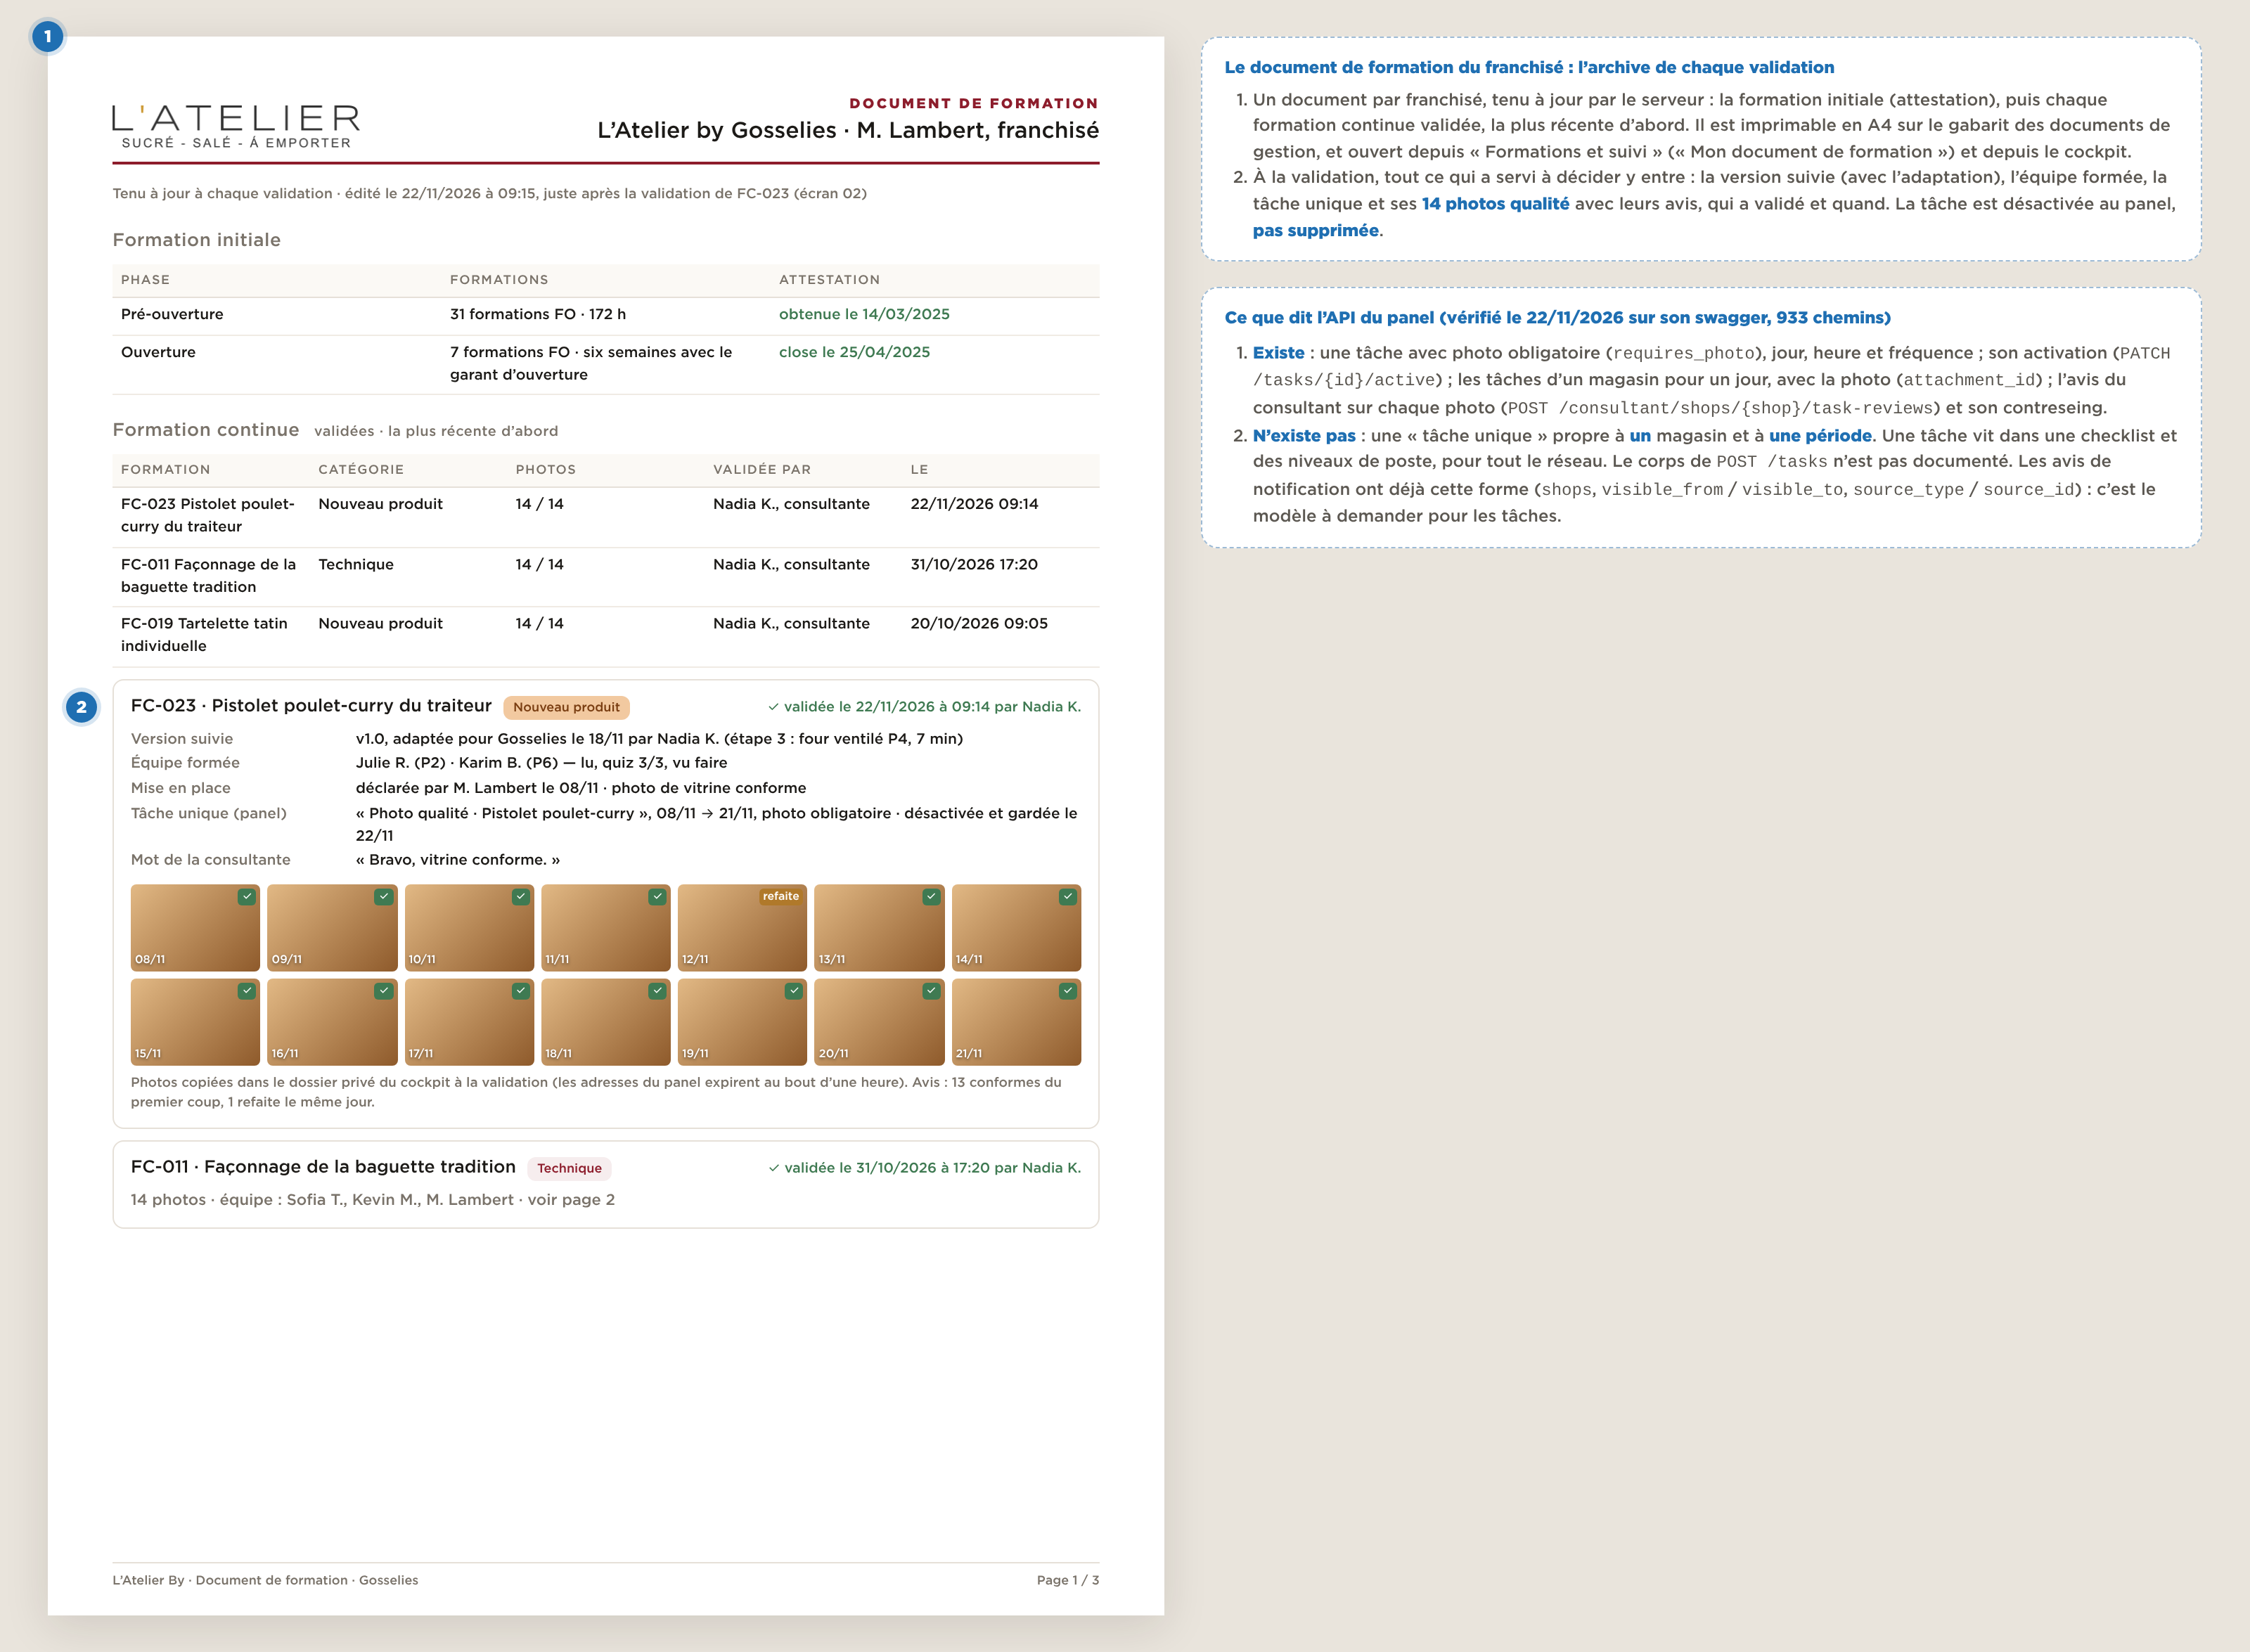 1
L'ATELIER
SUCRÉ - SALÉ - À EMPORTER
DOCUMENT DE FORMATION
L’Atelier by Gosselies · M. Lambert, franchisé
Tenu à jour à chaque validation · édité le 22/11/2026 à 09:15, juste après la validation de FC-023 (écran 02)
Formation initiale
PHASE FORMATIONS ATTESTATION
Pré-ouverture 31 formations FO · 172 h obtenue le 14/03/2025
Ouverture 7 formations FO · six semaines avec le close le 25/04/2025
garant d’ouverture
Formation continue validées · la plus récente d’abord
FORMATION CATÉGORIE PHOTOS VALIDÉE PAR LE
FC-023 Pistolet poulet- Nouveau produit 14 / 14 Nadia K., consultante 22/11/2026 09:14
curry du traiteur
FC-011 Façonnage de la Technique 14 / 14 Nadia K., consultante 31/10/2026 17:20
baguette tradition
FC-019 Tartelette tatin Nouveau produit 14 / 14 Nadia K., consultante 20/10/2026 09:05
individuelle
2
FC-023 · Pistolet poulet-curry du traiteur Nouveau produit ✓ validée le 22/11/2026 à 09:14 par Nadia K.
Version suivie v1.0, adaptée pour Gosselies le 18/11 par Nadia K. (étape 3 : four ventilé P4, 7 min)
Équipe formée Julie R. (P2) · Karim B. (P6) — lu, quiz 3/3, vu faire
Mise en place déclarée par M. Lambert le 08/11 · photo de vitrine conforme
Tâche unique (panel) « Photo qualité · Pistolet poulet-curry », 08/11 → 21/11, photo obligatoire · désactivée et gardée le
22/11
Mot de la consultante « Bravo, vitrine conforme. »
✓ ✓ ✓ ✓ refaite ✓ ✓
08/11 09/11 10/11 11/11 12/11 13/11 14/11
✓ ✓ ✓ ✓ ✓ ✓ ✓
15/11 16/11 17/11 18/11 19/11 20/11 21/11
Photos copiées dans le dossier privé du cockpit à la validation (les adresses du panel expirent au bout d’une heure). Avis : 13 conformes du
premier coup, 1 refaite le même jour.
FC-011 · Façonnage de la baguette tradition Technique ✓ validée le 31/10/2026 à 17:20 par Nadia K.
14 photos · équipe : Sofia T., Kevin M., M. Lambert · voir page 2
L’Atelier By · Document de formation · Gosselies Page 1 / 3
Le document de formation du franchisé : l’archive de chaque validation
1. Un document par franchisé, tenu à jour par le serveur : la formation initiale (attestation), puis chaque
formation continue validée, la plus récente d’abord. Il est imprimable en A4 sur le gabarit des documents de
gestion, et ouvert depuis « Formations et suivi » (« Mon document de formation ») et depuis le cockpit.
2. À la validation, tout ce qui a servi à décider y entre : la version suivie (avec l’adaptation), l’équipe formée, la
tâche unique et ses 14 photos qualité avec leurs avis, qui a validé et quand. La tâche est désactivée au panel,
pas supprimée.
Ce que dit l’API du panel (vérifié le 22/11/2026 sur son swagger, 933 chemins)
1. Existe : une tâche avec photo obligatoire (requires_photo), jour, heure et fréquence ; son activation (PATCH
/tasks/{id}/active) ; les tâches d’un magasin pour un jour, avec la photo (attachment_id) ; l’avis du
consultant sur chaque photo (POST /consultant/shops/{shop}/task-reviews) et son contreseing.
2. N’existe pas : une « tâche unique » propre à un magasin et à une période. Une tâche vit dans une checklist et
des niveaux de poste, pour tout le réseau. Le corps de POST /tasks n’est pas documenté. Les avis de
notification ont déjà cette forme (shops, visible_from / visible_to, source_type / source_id) : c’est le
modèle à demander pour les tâches.